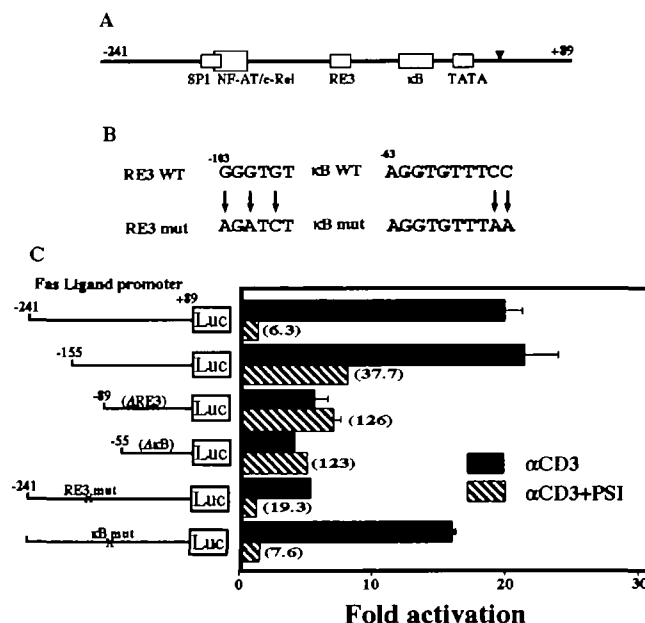 A
-241 +89
SP1 NF-AT/c-Rel RE3 κB TATA
B
-103 -63
RE3 WT GGGTGT κB WT AGGTGTTTCC
RE3 mut AGATCT κB mut AGGTGTTTAA
C
Fas Ligand promoter
-241 +89 Luc (6.3)
-155 Luc (37.7)
-89 (ΔRE3) Luc (126)
-55 (ΔκB) Luc (123)
-241 RE3 mut Luc (19.3)
κB mut Luc (7.6)
αCD3
αCD3+PSI
0 10 20 30
Fold activation